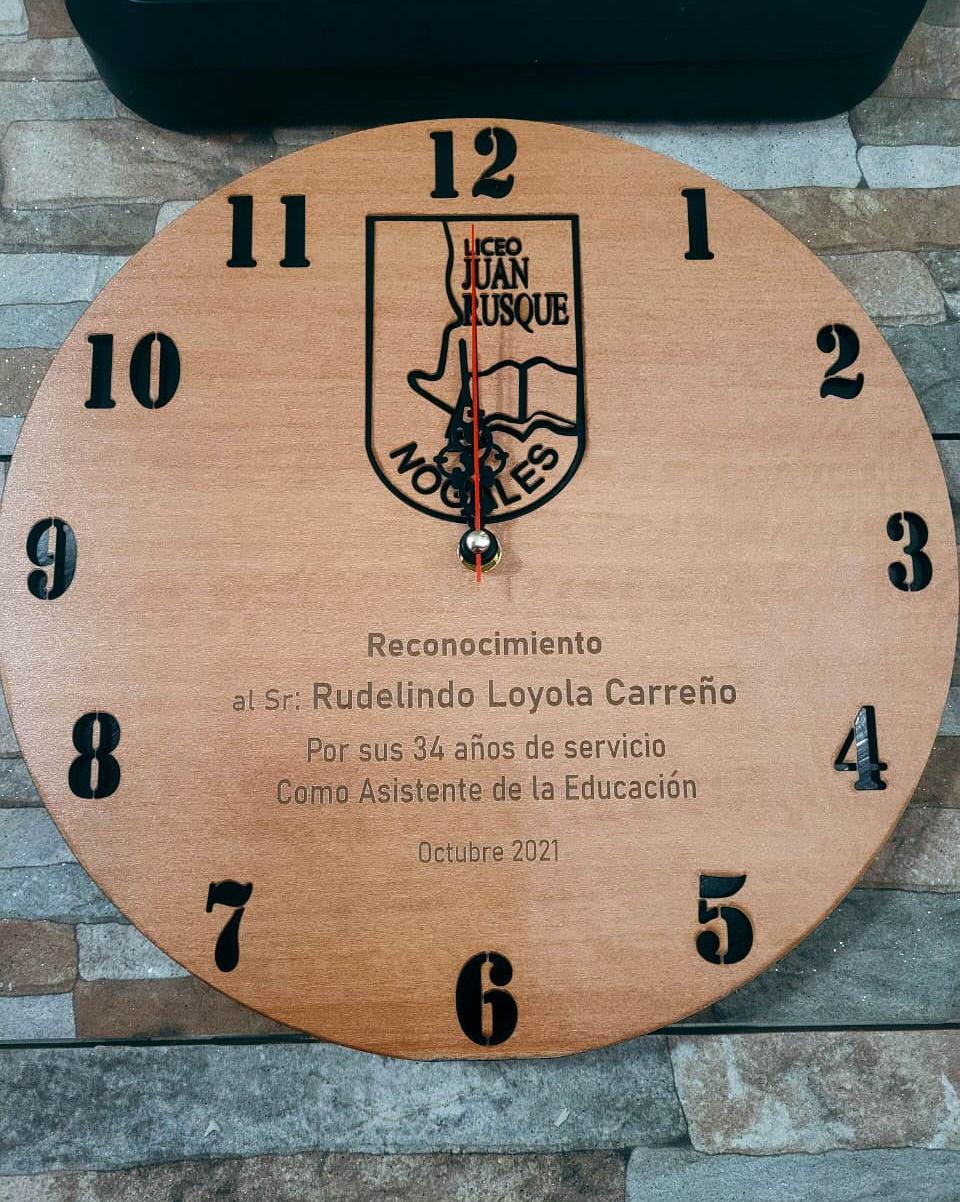 12
11
1
LICEO
JUAN
RUSQUE
10
2
NOGALES
9
3
Reconocimiento
al Sr: Rudelindo Loyola Carreño
8
Por sus 34 años de servicio
4
Como Asistente de la Educación
Octubre 2021
7
5
6